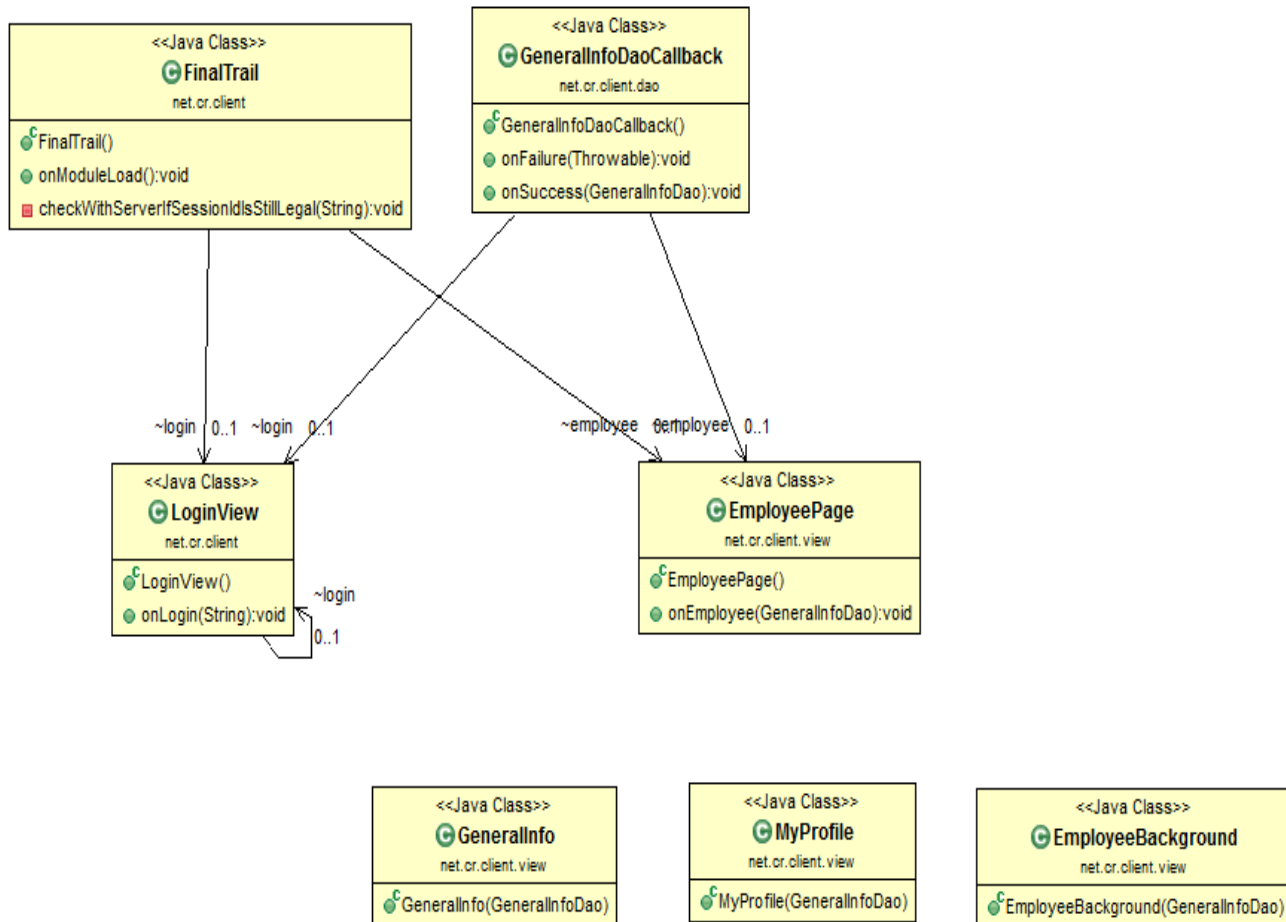 <<Java Class>>
FinalTrail
net.cr.client
FinalTrail()
onModuleLoad():void
checkWithServerIfSessionIdIsStillLegal(String):void
<<Java Class>>
GeneralInfoDaoCallback
net.cr.client.dao
GeneralInfoDaoCallback()
onFailure(Throwable):void
onSuccess(GeneralInfoDao):void
~login 0..1
~login 0..1
~employee 0..1
~employee 0..1
<<Java Class>>
LoginView
net.cr.client
LoginView()
onLogin(String):void
~login
0..1
<<Java Class>>
EmployeePage
net.cr.client.view
EmployeePage()
onEmployee(GeneralInfoDao):void
<<Java Class>>
GeneralInfo
net.cr.client.view
GeneralInfo(GeneralInfoDao)
<<Java Class>>
MyProfile
net.cr.client.view
MyProfile(GeneralInfoDao)
<<Java Class>>
EmployeeBackground
net.cr.client.view
EmployeeBackground(GeneralInfoDao)